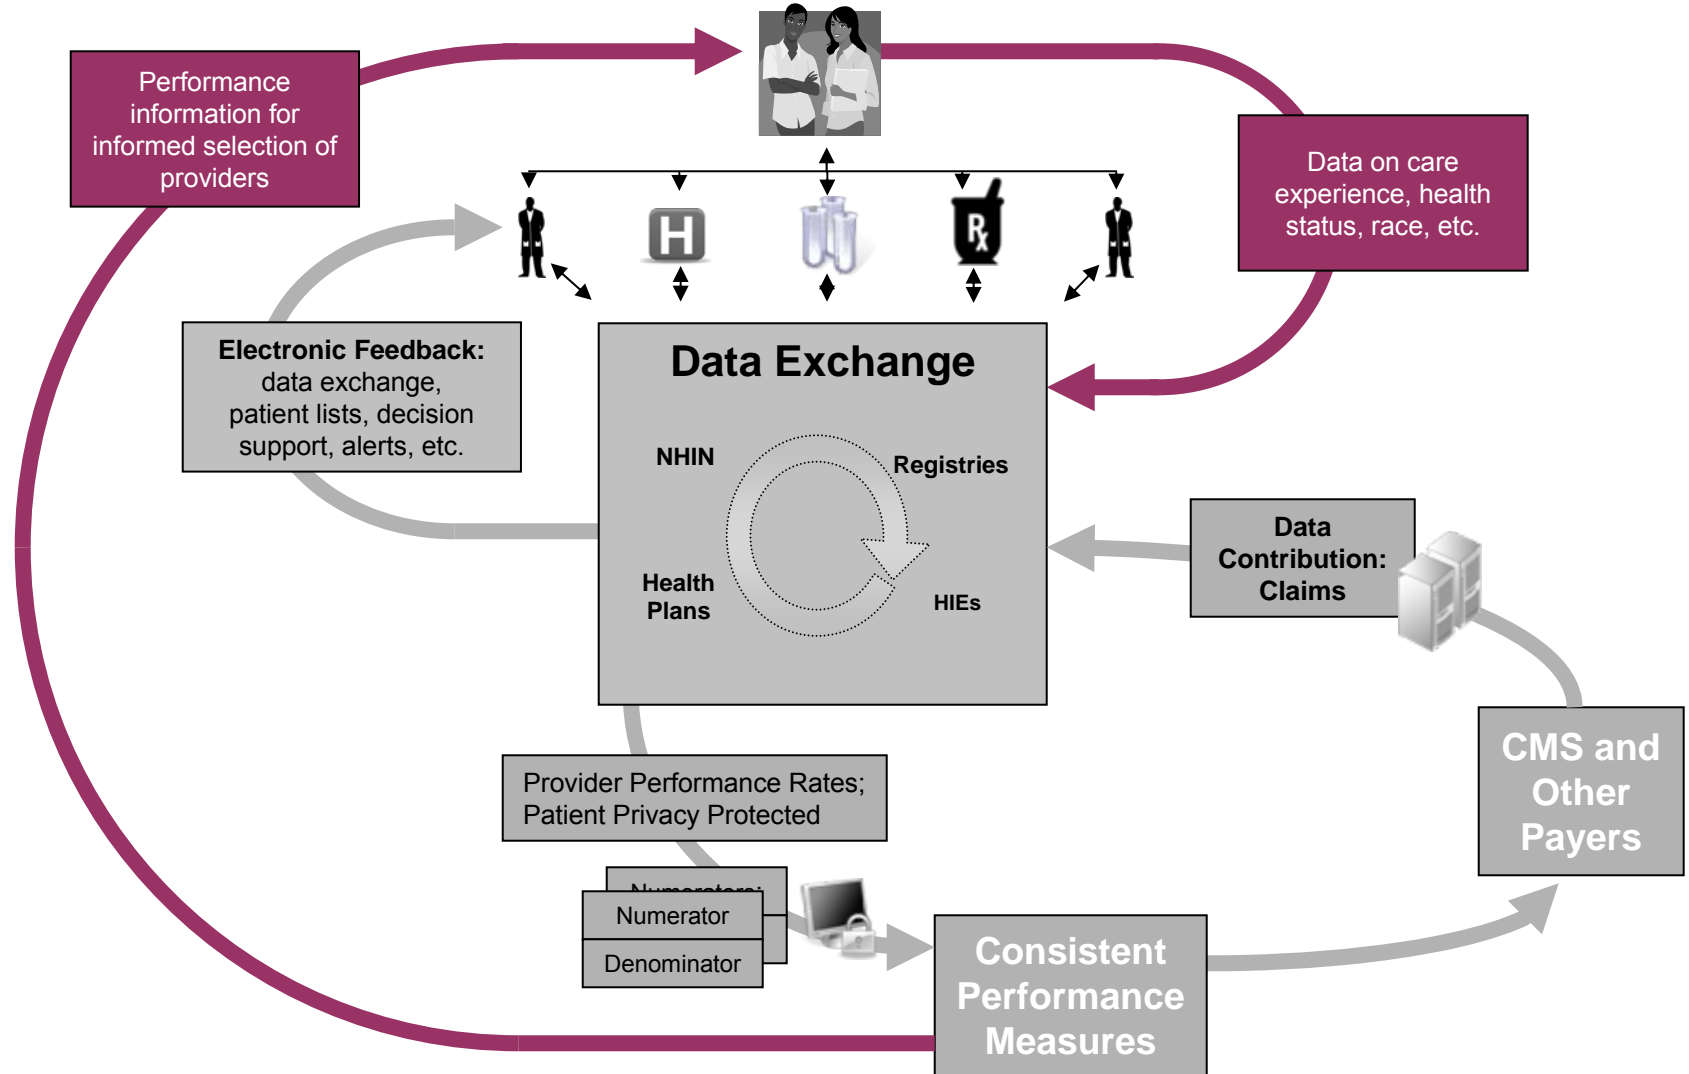 Performance
information for
informed selection of
providers
Data on care
experience, health
status, race, etc.
H
Rx
Electronic Feedback:
data exchange,
patient lists, decision
support, alerts, etc.
Data Exchange
NHIN
Registries
Health
Plans
HIEs
Data
Contribution:
Claims
CMS and
Other
Payers
Provider Performance Rates;
Patient Privacy Protected
Numerator
Denominator
Consistent
Performance
Measures